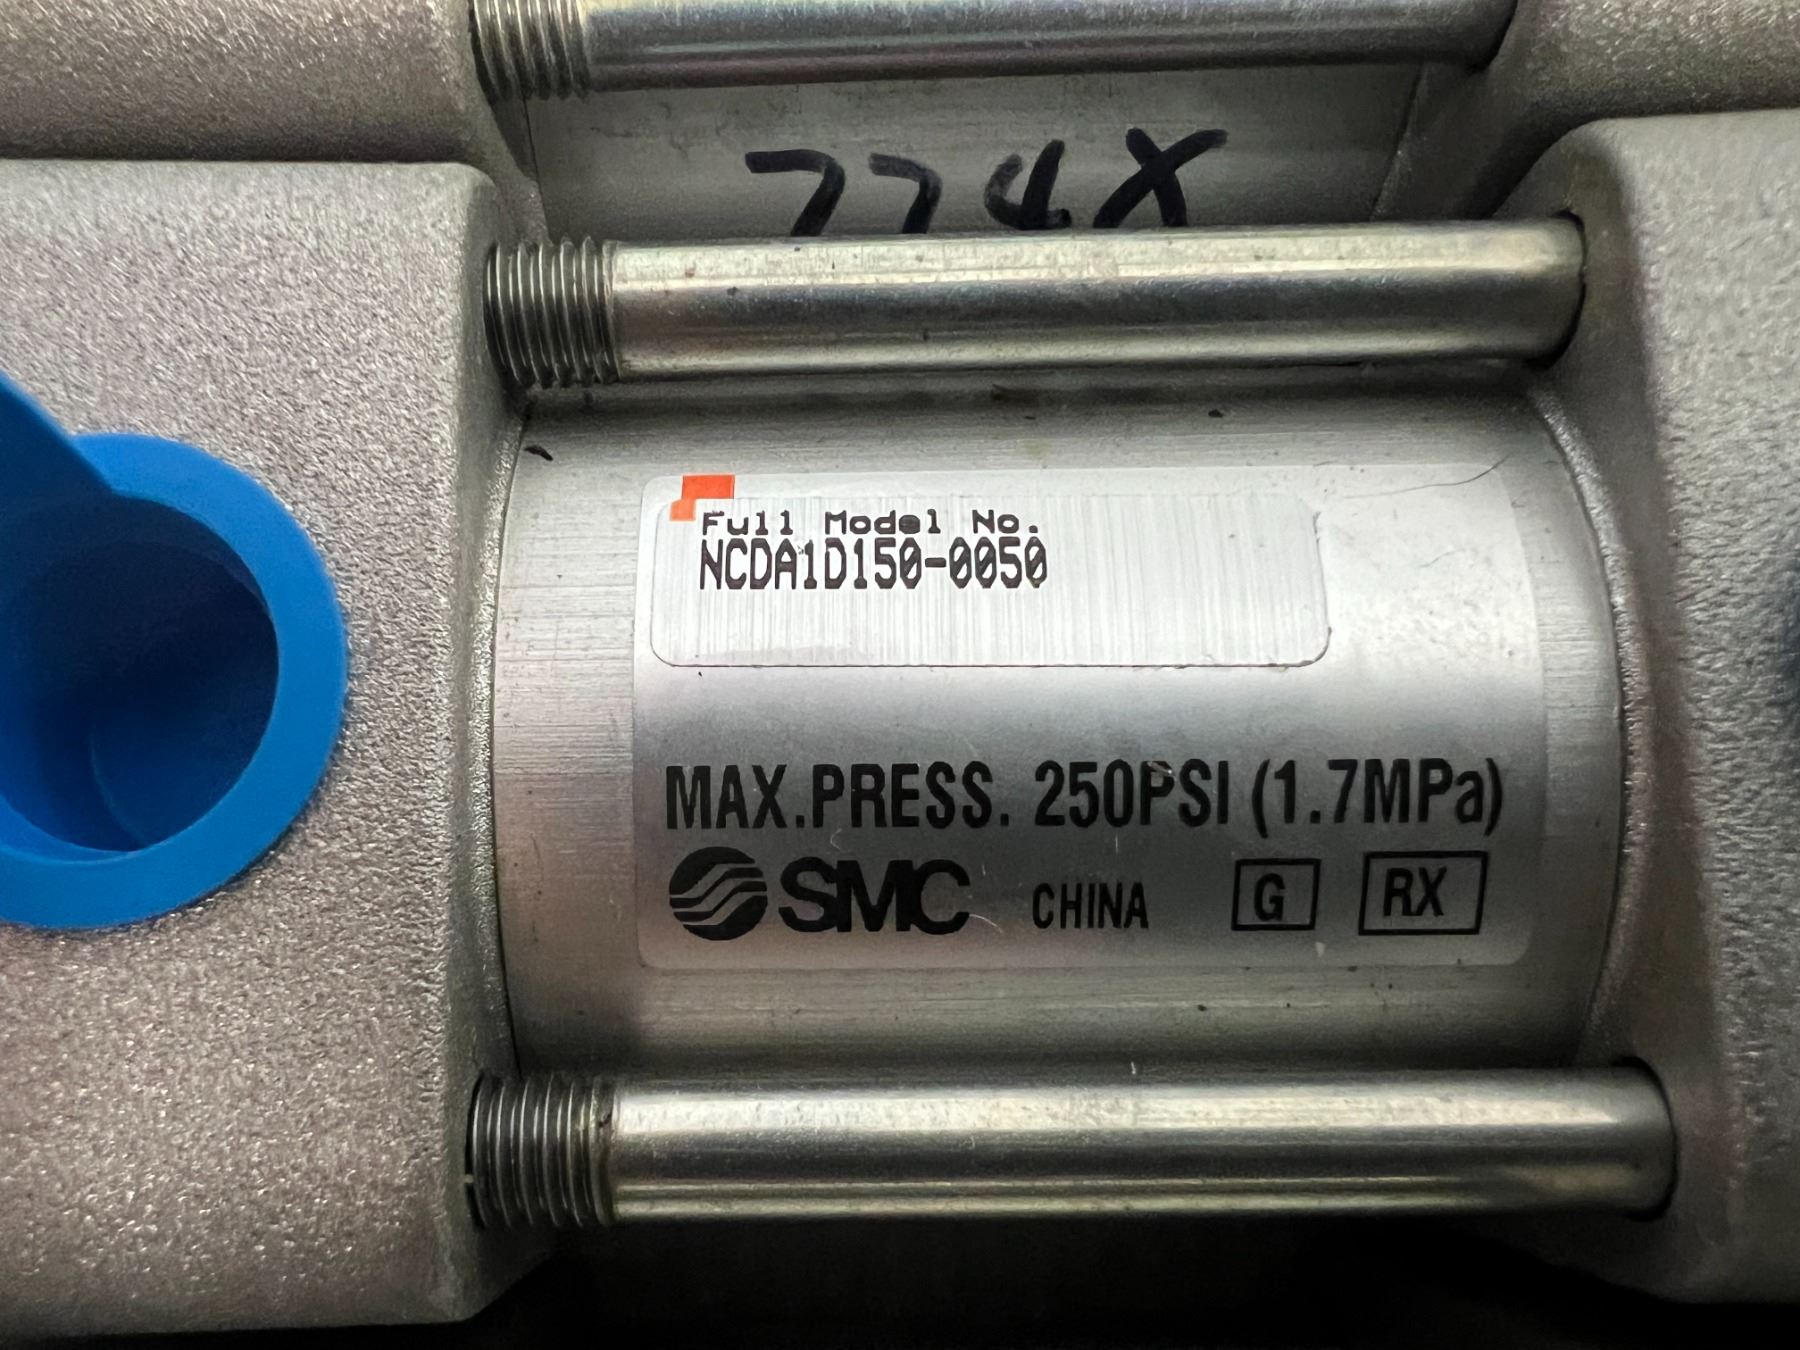 774X
Full Model No.
NCDA1D150-0050
MAX.PRESS. 250PSI (1.7MPa)
SMC CHINA G RX